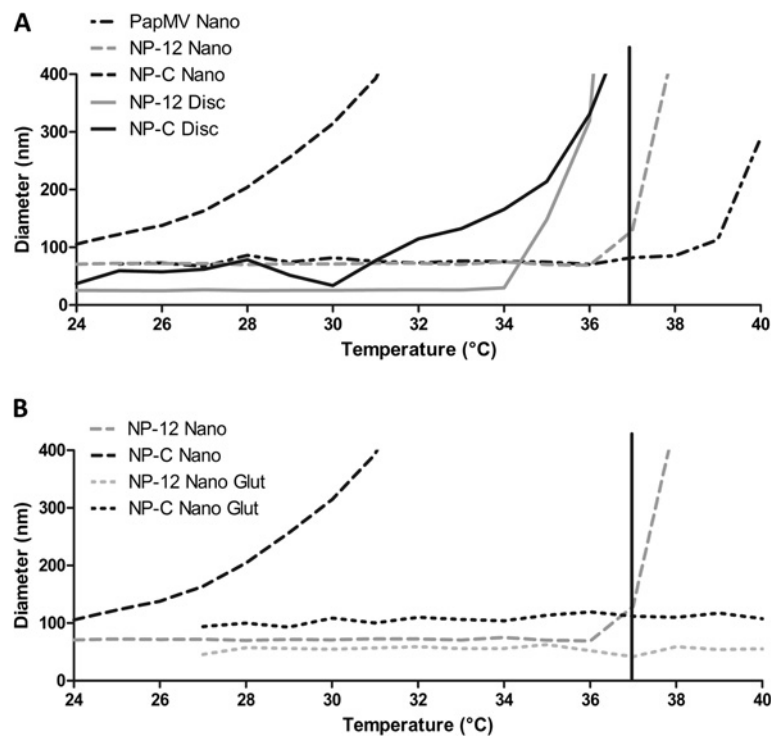 A
PapMV Nano
NP-12 Nano
NP-C Nano
NP-12 Disc
NP-C Disc
Diameter (nm)
400
300
200
100
0
24 26 28 30 32 34 36 38 40
Temperature (°C)
B
NP-12 Nano
NP-C Nano
NP-12 Nano Glut
NP-C Nano Glut
Diameter (nm)
400
300
200
100
0
24 26 28 30 32 34 36 38 40
Temperature (°C)